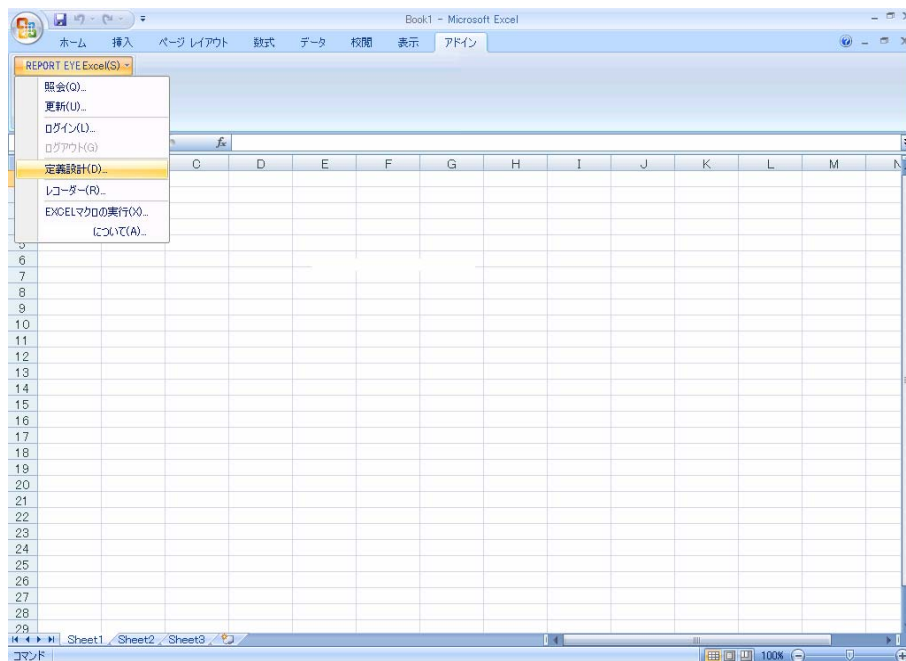 Book1 - Microsoft Excel
ホーム 挿入 ページ レイアウト 数式 データ 校閲 表示 アドイン
REPORT EYE Excel(S)
照会(Q)...
更新(U)...
ログイン(L)...
ログアウト(G)
fx
定義設計(D)...
C D E F G H I J K L M N
レコーダー(R)...
EXCELマクロの実行(X)...
について(A)...
5
6
7
8
9
10
11
12
13
14
15
16
17
18
19
20
21
22
23
24
25
26
27
28
29
Sheet1 Sheet2 Sheet3
コマンド 100%